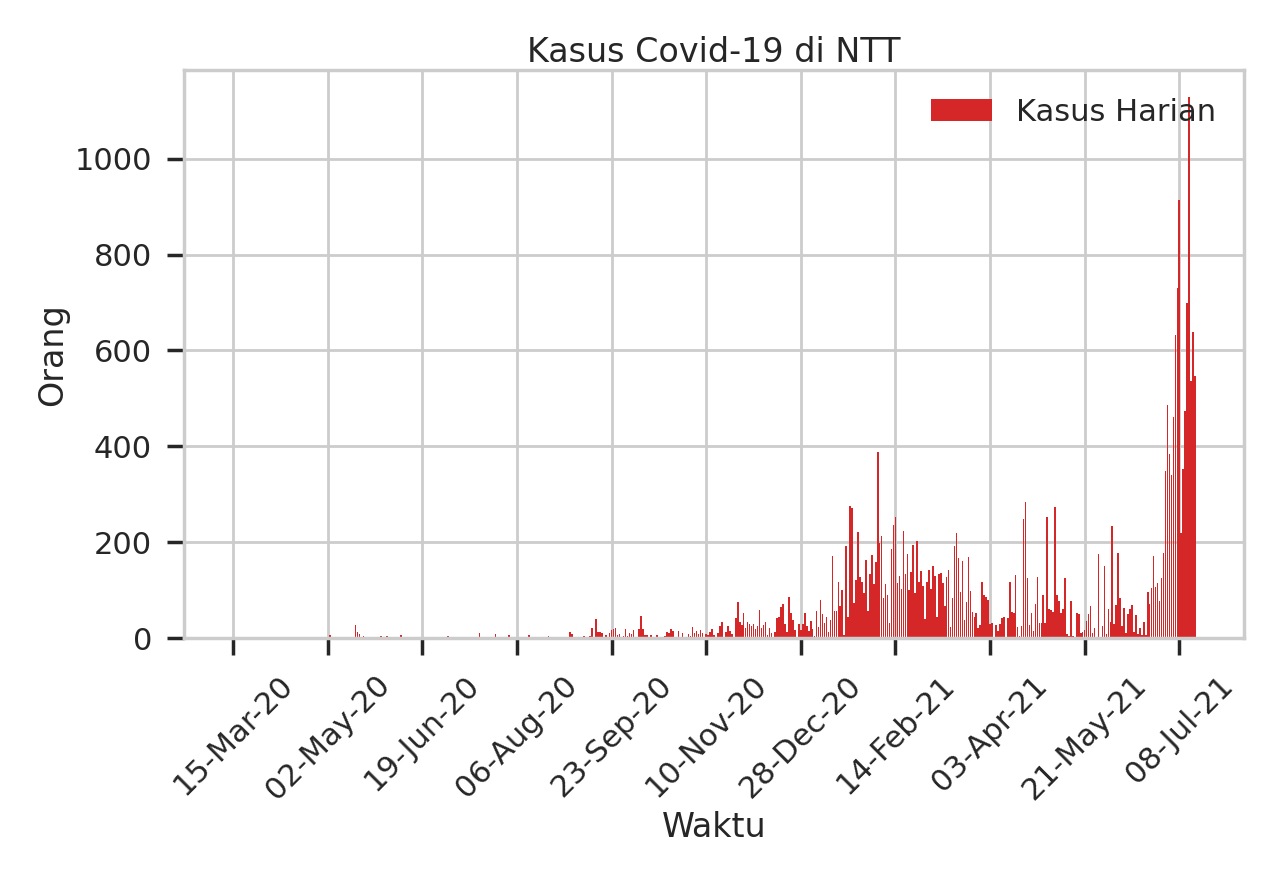 Kasus Covid-19 di NTT
Kasus Harian
Orang
1000
800
600
400
200
0
15-Mar-20
02-May-20
19-Jun-20
06-Aug-20
23-Sep-20
10-Nov-20
28-Dec-20
14-Feb-21
03-Apr-21
21-May-21
08-Jul-21
Waktu